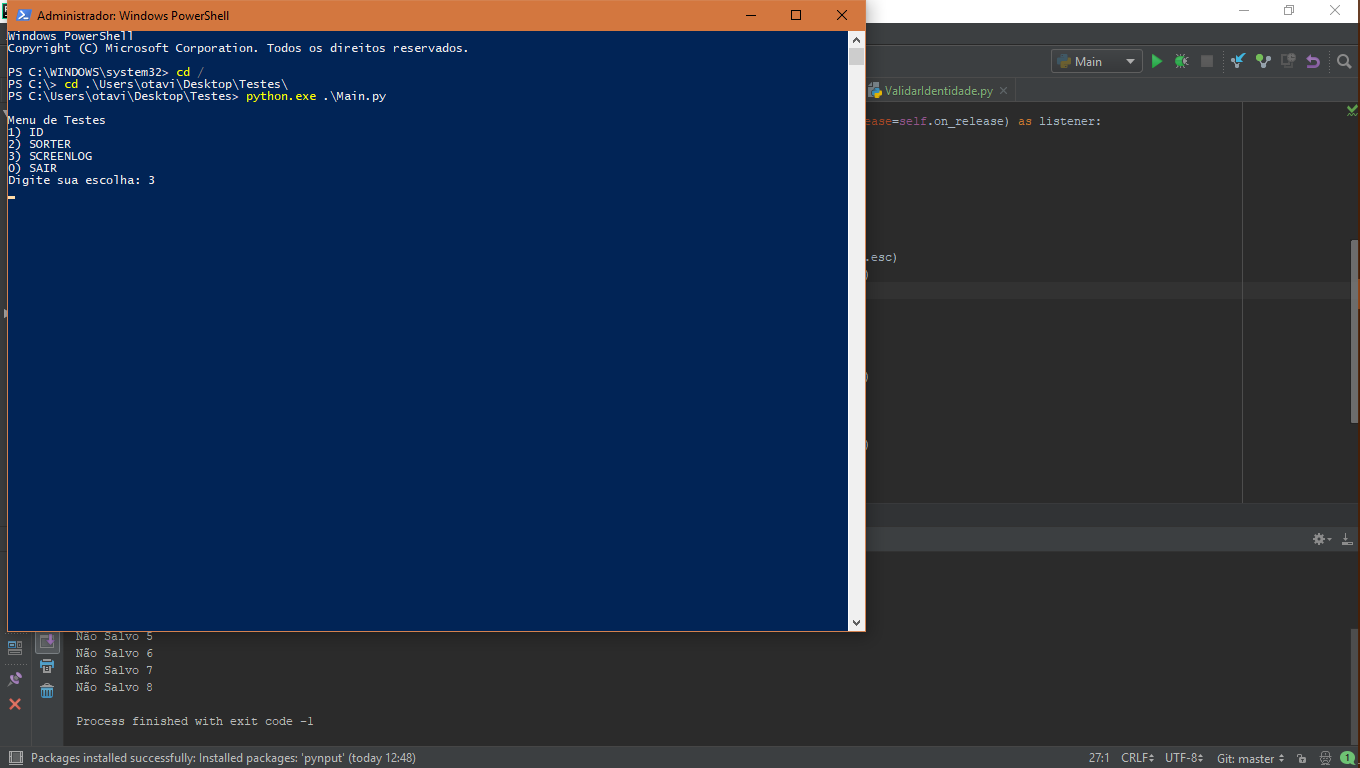 Administrador: Windows PowerShell
Windows PowerShell
Copyright (C) Microsoft Corporation. Todos os direitos reservados.
PS C:\WINDOWS\system32> cd /
PS C:\> cd .\Users\otavi\Desktop\Testes\
PS C:\Users\otavi\Desktop\Testes> python.exe .\Main.py
Menu de Testes
1) ID
2) SORTER
3) SCREENLOG
0) SAIR
Digite sua escolha: 3
Main
ValidarIdentidade.py
ease=self.on_release) as listener:
.esc)
)
)
)
Não Salvo 5
Não Salvo 6
Não Salvo 7
Não Salvo 8
Process finished with exit code -1
Packages installed successfully: Installed packages: 'pynput' (today 12:48)
27:1 CRLF UTF-8 Git: master 1